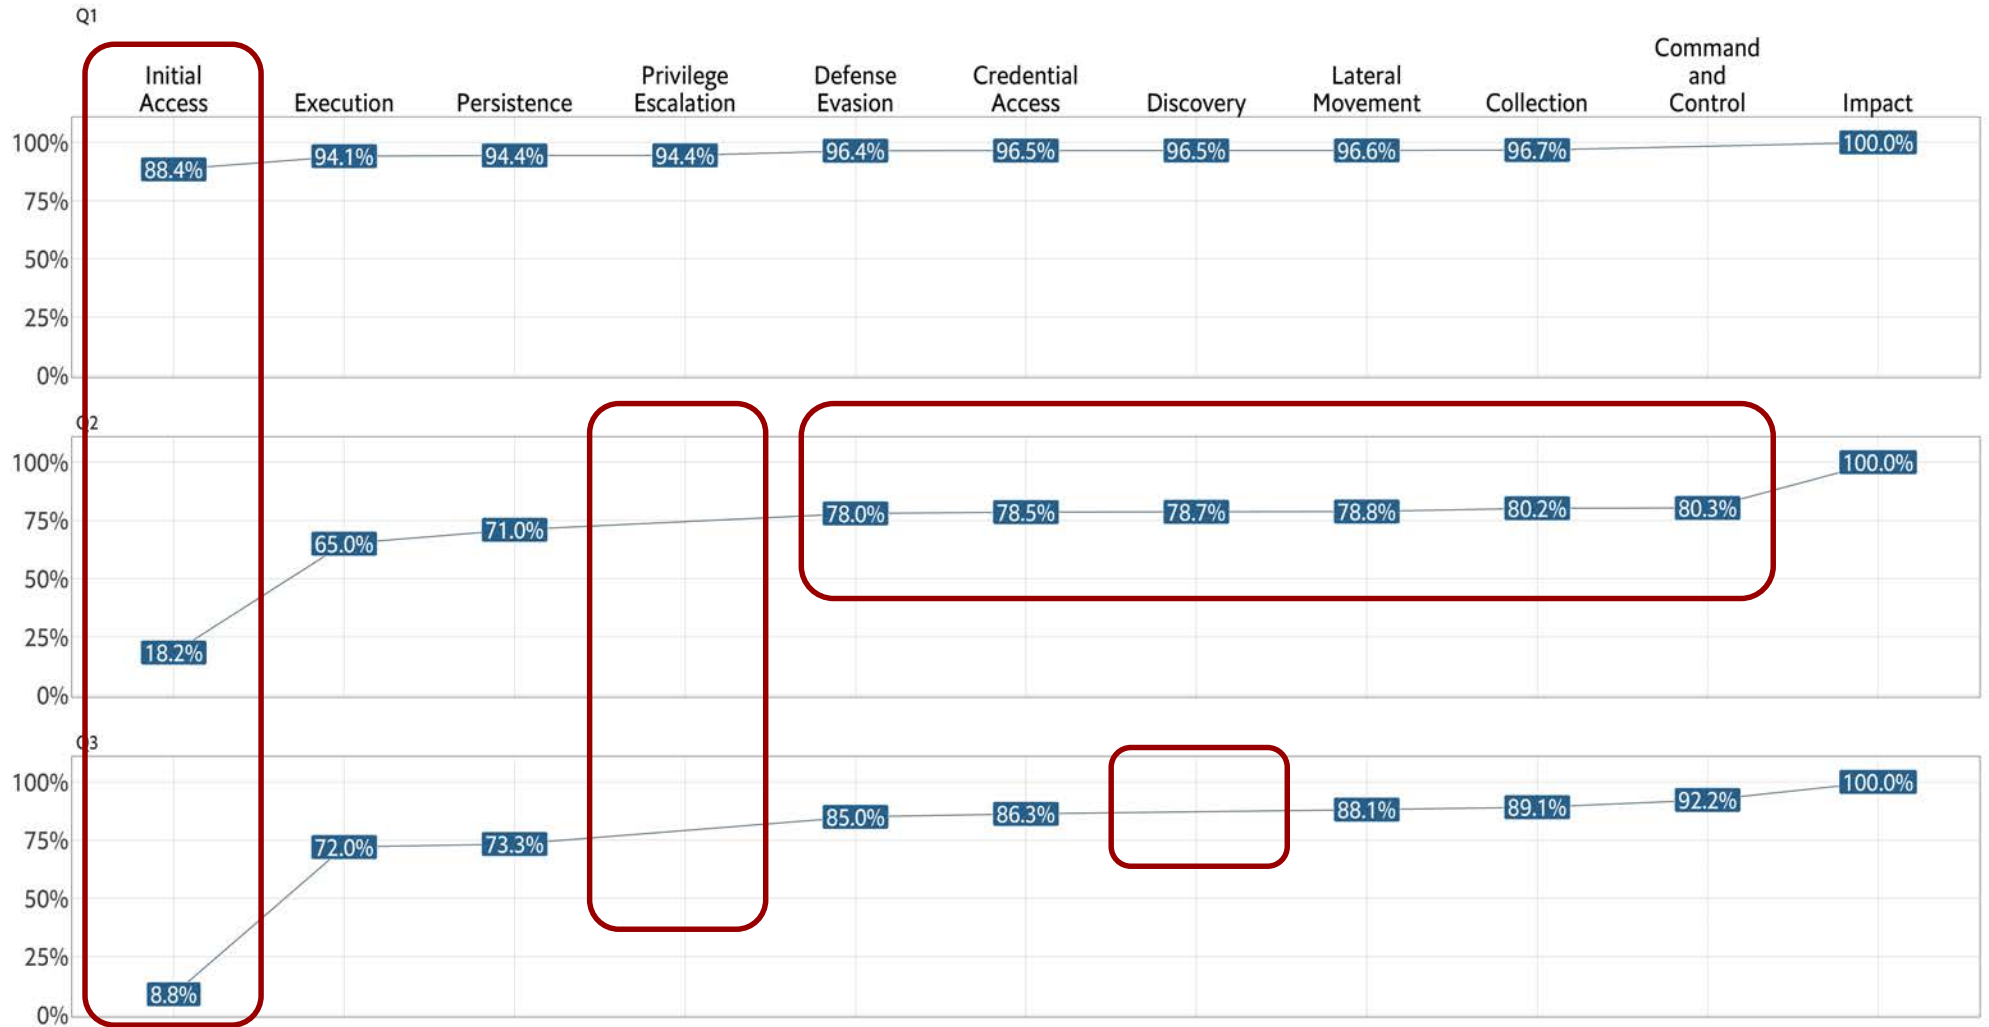 Q1
Initial
Access
Execution
Persistence
Privilege
Escalation
Defense
Evasion
Credential
Access
Discovery
Lateral
Movement
Collection
Command
and
Control
Impact
100%
75%
50%
25%
0%
88.4%
94.1%
94.4%
94.4%
96.4%
96.5%
96.5%
96.6%
96.7%
100.0%
Q2
100%
75%
50%
25%
0%
18.2%
65.0%
71.0%
78.0%
78.5%
78.7%
78.8%
80.2%
80.3%
100.0%
Q3
100%
75%
50%
25%
0%
8.8%
72.0%
73.3%
85.0%
86.3%
88.1%
89.1%
92.2%
100.0%